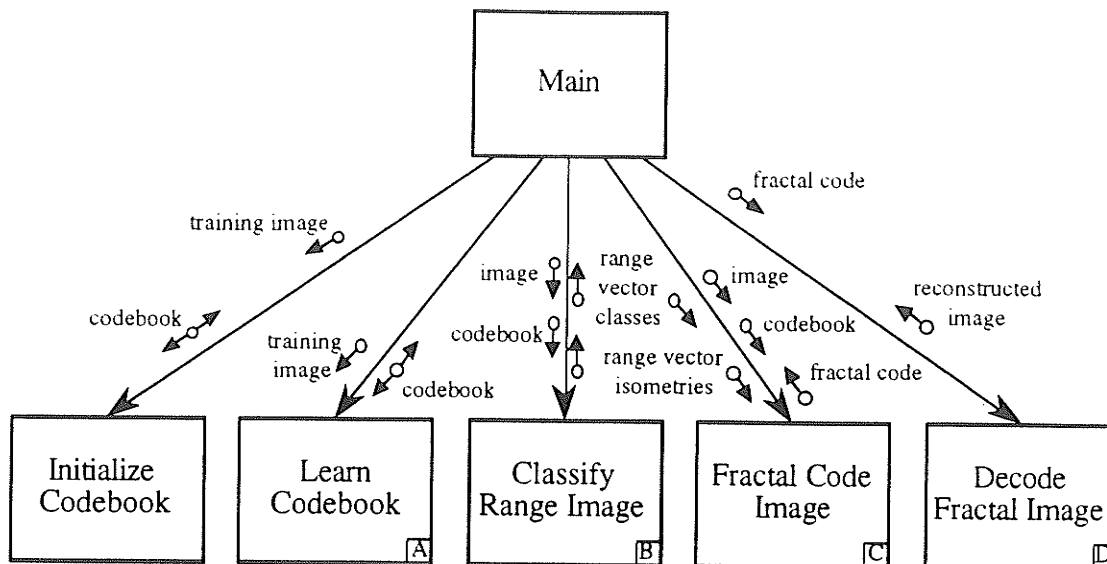 Main
fractal code
training image
image
range
vector
classes
image
reconstructed
image
codebook
codebook
codebook
training
image
codebook
range vector
isometries
fractal code
Initialize
Codebook
Learn
Codebook
A
Classify
Range Image
B
Fractal Code
Image
C
Decode
Fractal Image
D